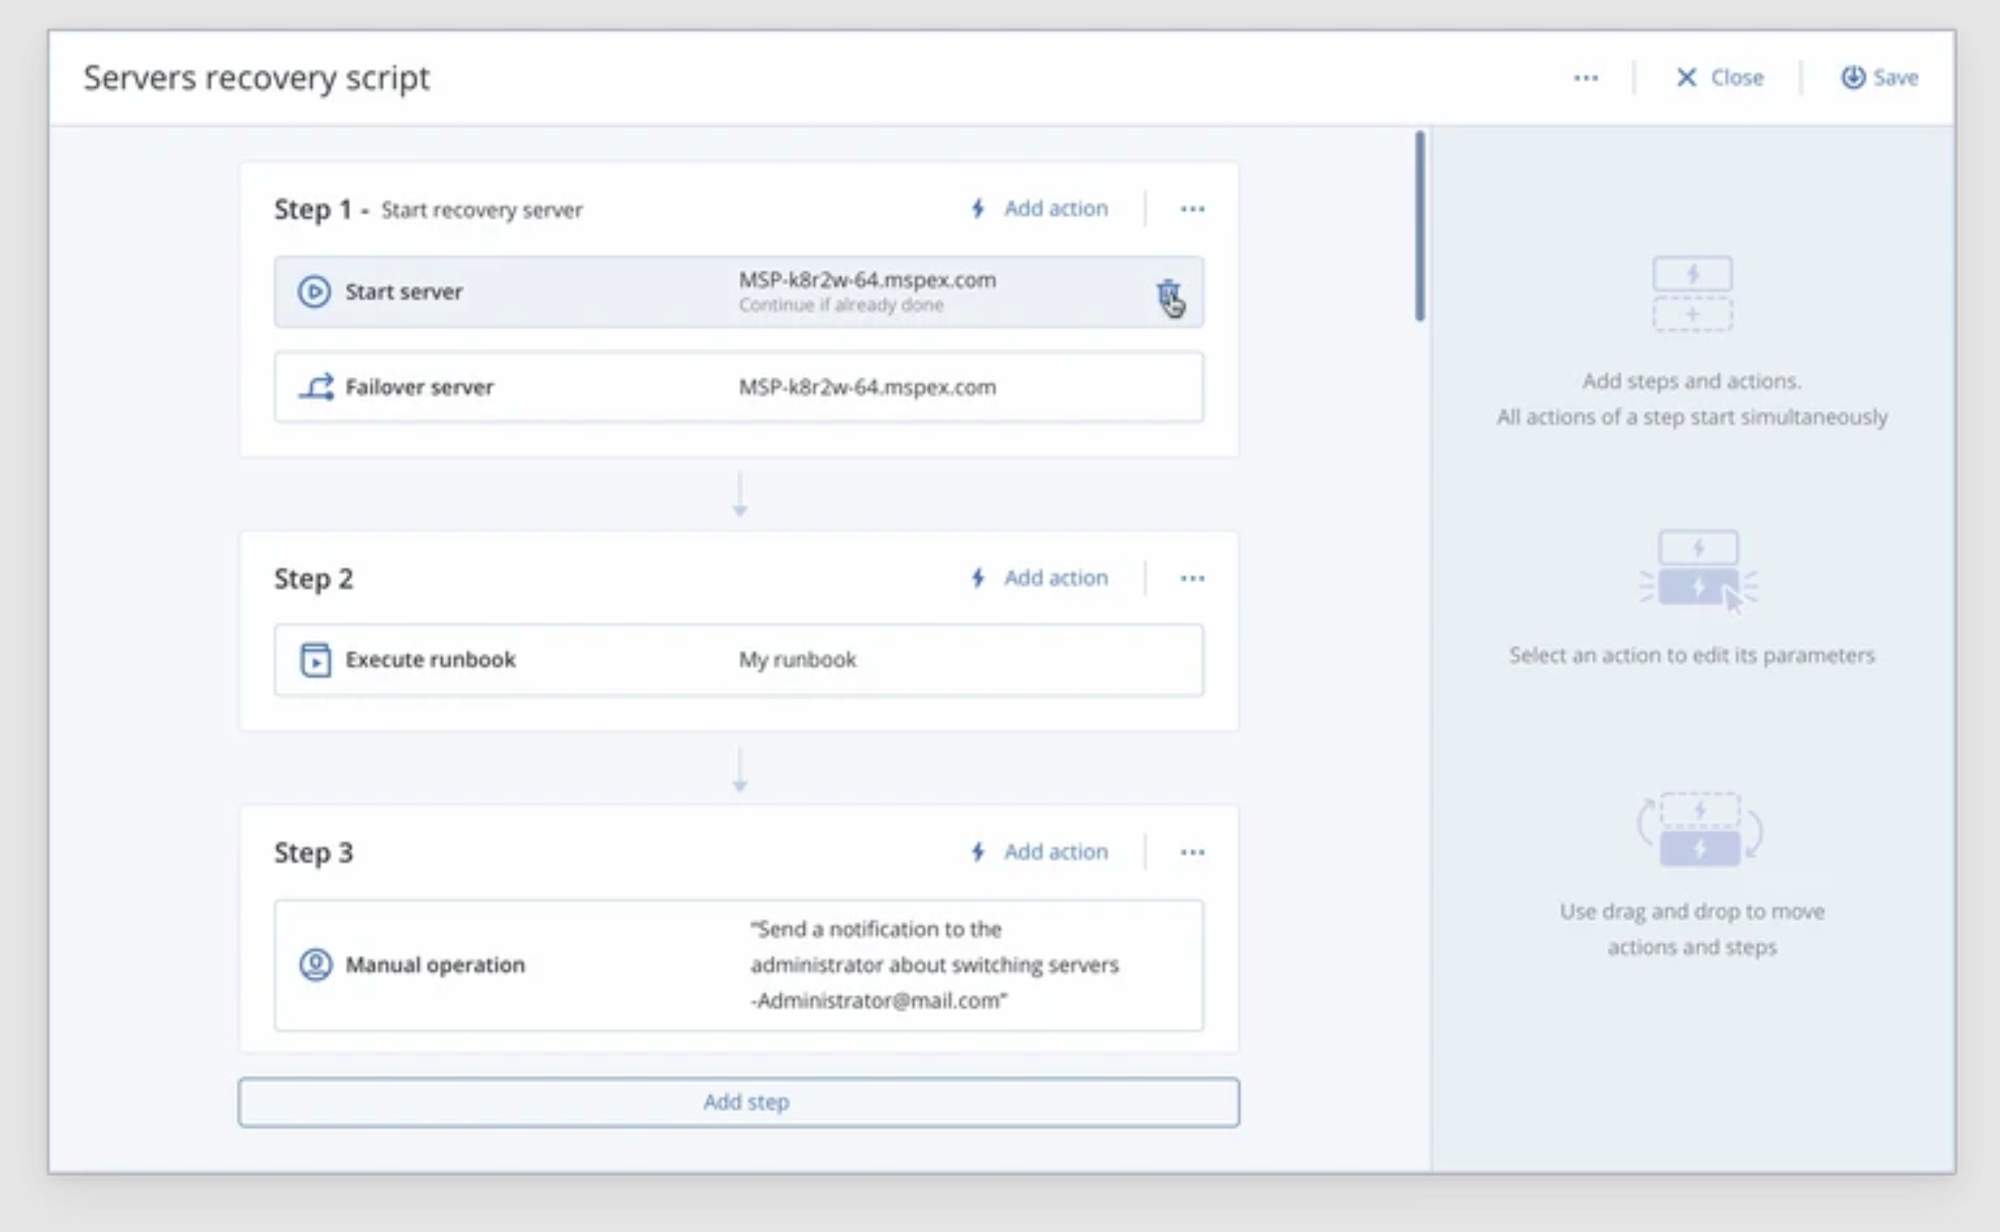 Servers recovery script
Close
Save
Step 1 - Start recovery server
Add action
Start server
MSP-k8r2w-64.mspex.com
Continue if already done
Failover server
MSP-k8r2w-64.mspex.com
Step 2
Add action
Execute runbook
My runbook
Step 3
Add action
Manual operation
"Send a notification to the
administrator about switching servers
-Administrator@mail.com"
Add step
Add steps and actions.
All actions of a step start simultaneously
Select an action to edit its parameters
Use drag and drop to move
actions and steps